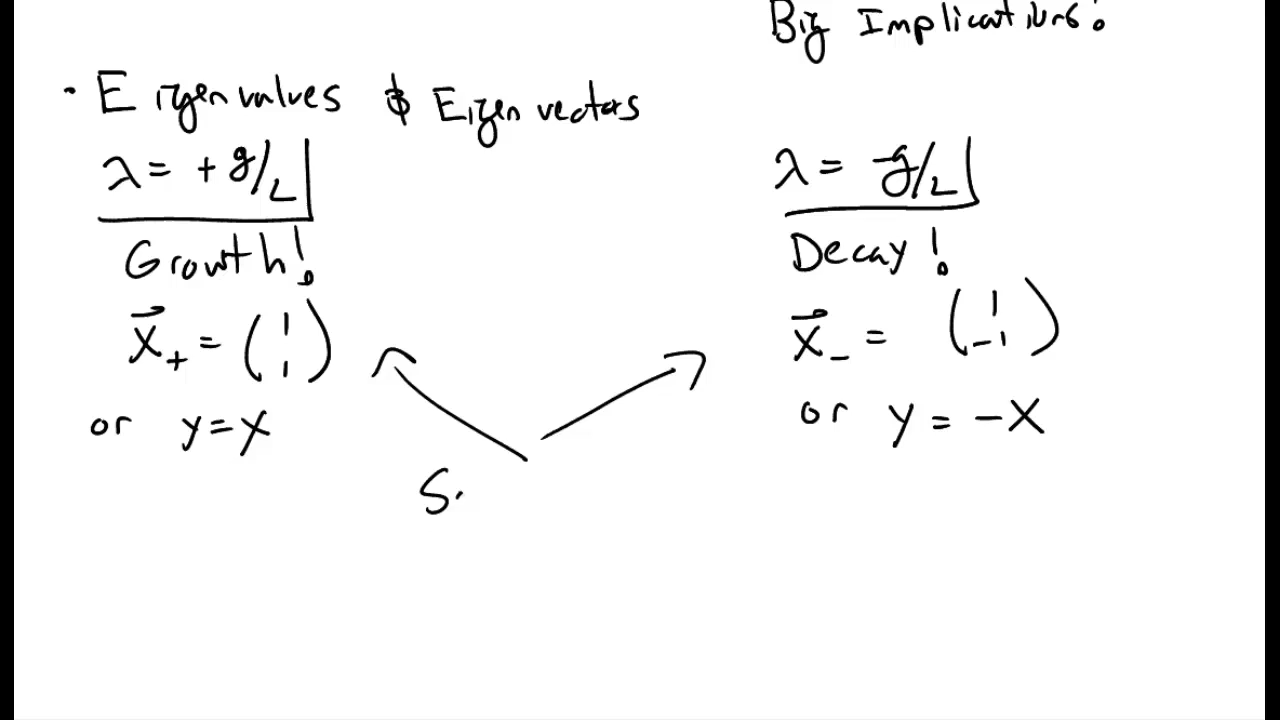 Big Implications!
· Eigenvalues & Eigenvectors
λ = + g/L
λ = -g/L
Growth!
Decay!
x⃗₊ = (1 1)
x⃗₋ = (1 -1)
or y=x
or y = -x
S.